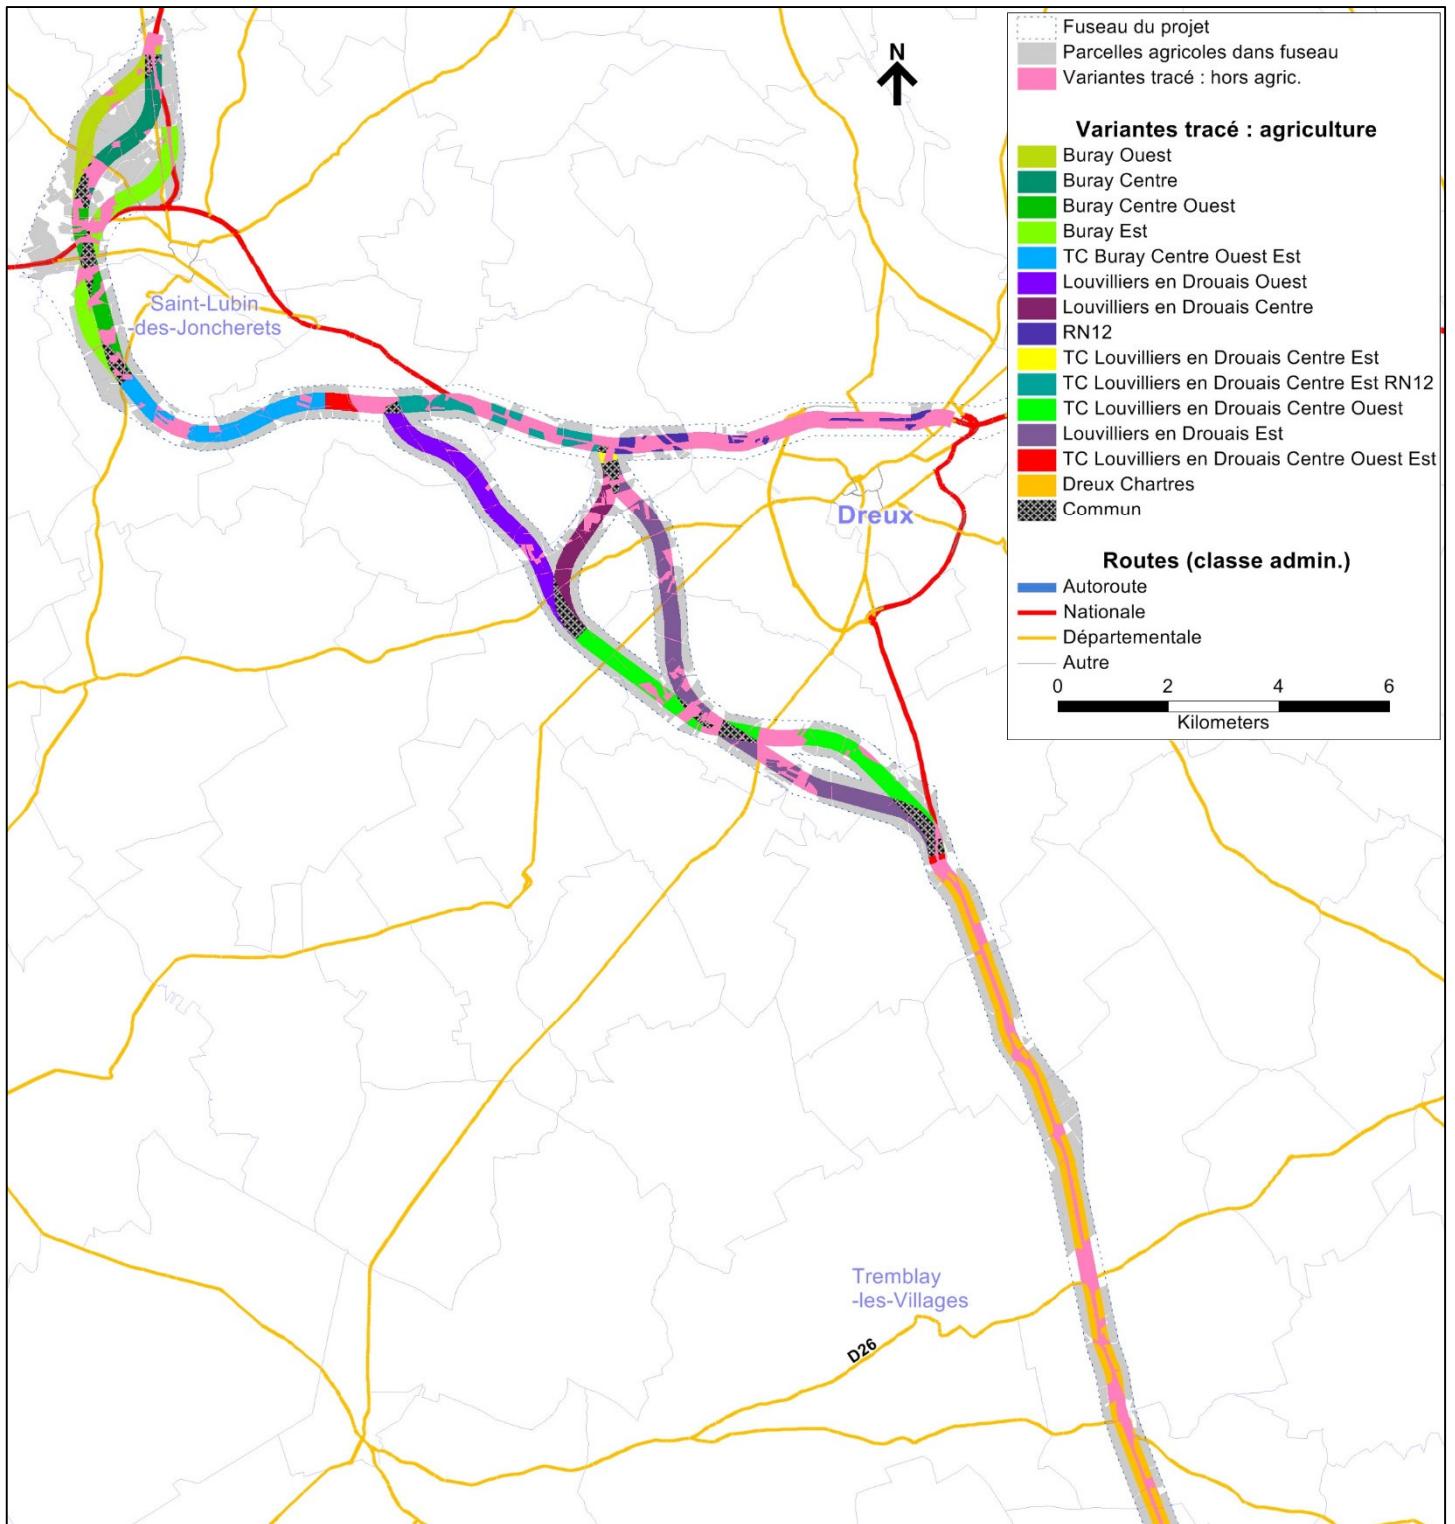 N
Fuseau du projet
Parcelles agricoles dans fuseau
Variantes tracé : hors agric.
Variantes tracé : agriculture
Buray Ouest
Buray Centre
Buray Centre Ouest
Buray Est
TC Buray Centre Ouest Est
Louvilliers en Drouais Ouest
Louvilliers en Drouais Centre
RN12
TC Louvilliers en Drouais Centre Est
TC Louvilliers en Drouais Centre Est RN12
TC Louvilliers en Drouais Centre Ouest
Louvilliers en Drouais Est
TC Louvilliers en Drouais Centre Ouest Est
Dreux Chartres
Commun
Routes (classe admin.)
Autoroute
Nationale
Départementale
Autre
0 2 4 6
Kilometers
Saint-Lubin
-des-Joncherets
Dreux
Tremblay
-les-Villages
D26